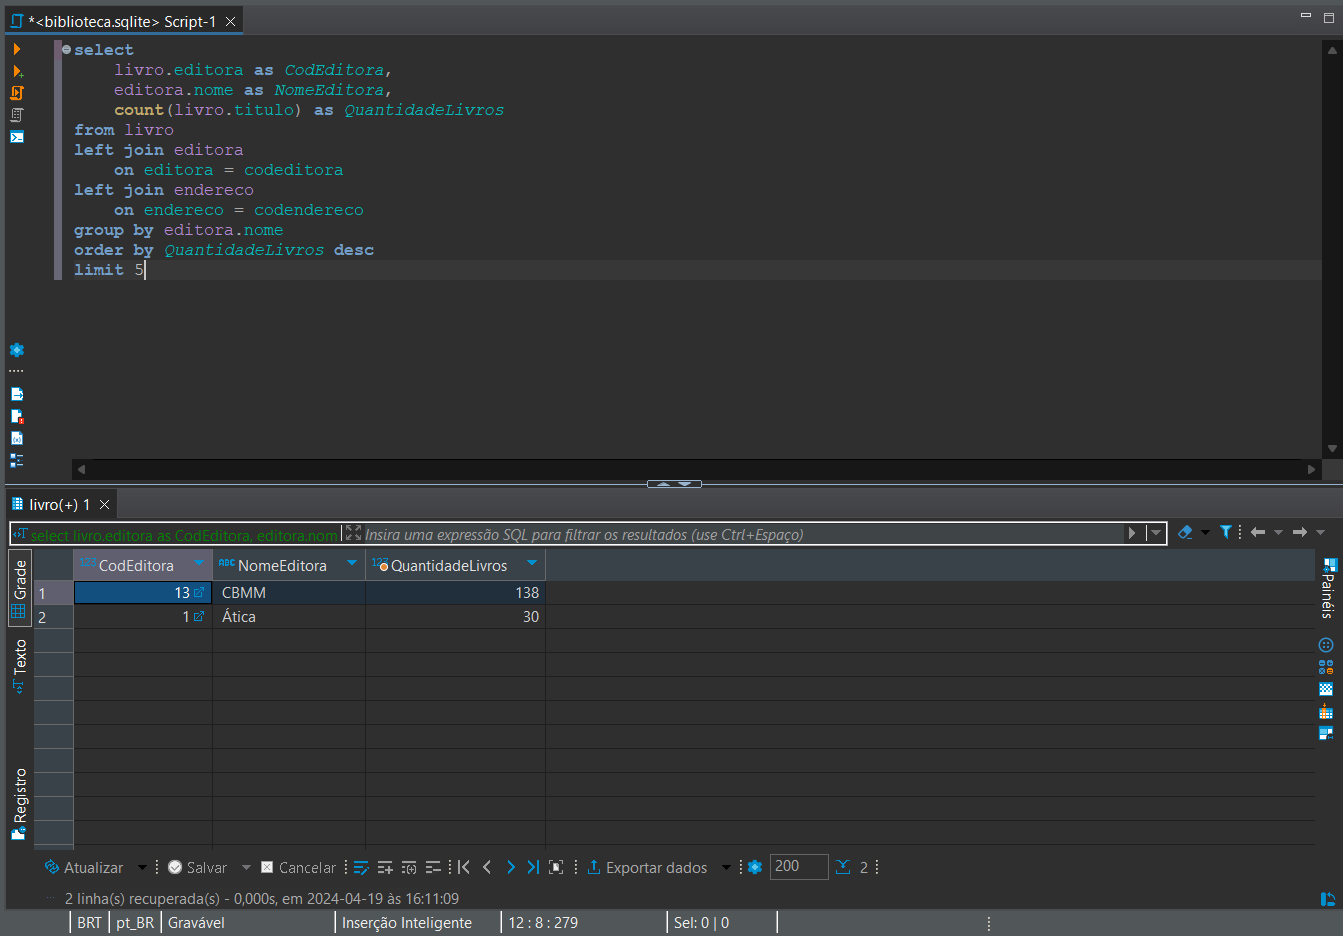 *<biblioteca.sqlite> Script-1
select
livro.editora as CodEditora,
editora.nome as NomeEditora,
count(livro.titulo) as QuantidadeLivros
from livro
left join editora
on editora = codeditora
left join endereco
on endereco = codendereco
group by editora.nome
order by QuantidadeLivros desc
limit 5
livro(+) 1
select livro.editora as CodEditora, editora.nom
Insira uma expressão SQL para filtrar os resultados (use Ctrl+Espaço)
Grade
Texto
Registro
Painéis
123 CodEditora ABC NomeEditora 123 QuantidadeLivros
1 13 CBMM 138
2 1 Ática 30
Atualizar Salvar Cancelar Exportar dados 200 2
2 linha(s) recuperada(s) - 0,000s, em 2024-04-19 às 16:11:09
BRT pt_BR Gravável Inserção Inteligente 12 : 8 : 279 Sel: 0 | 0